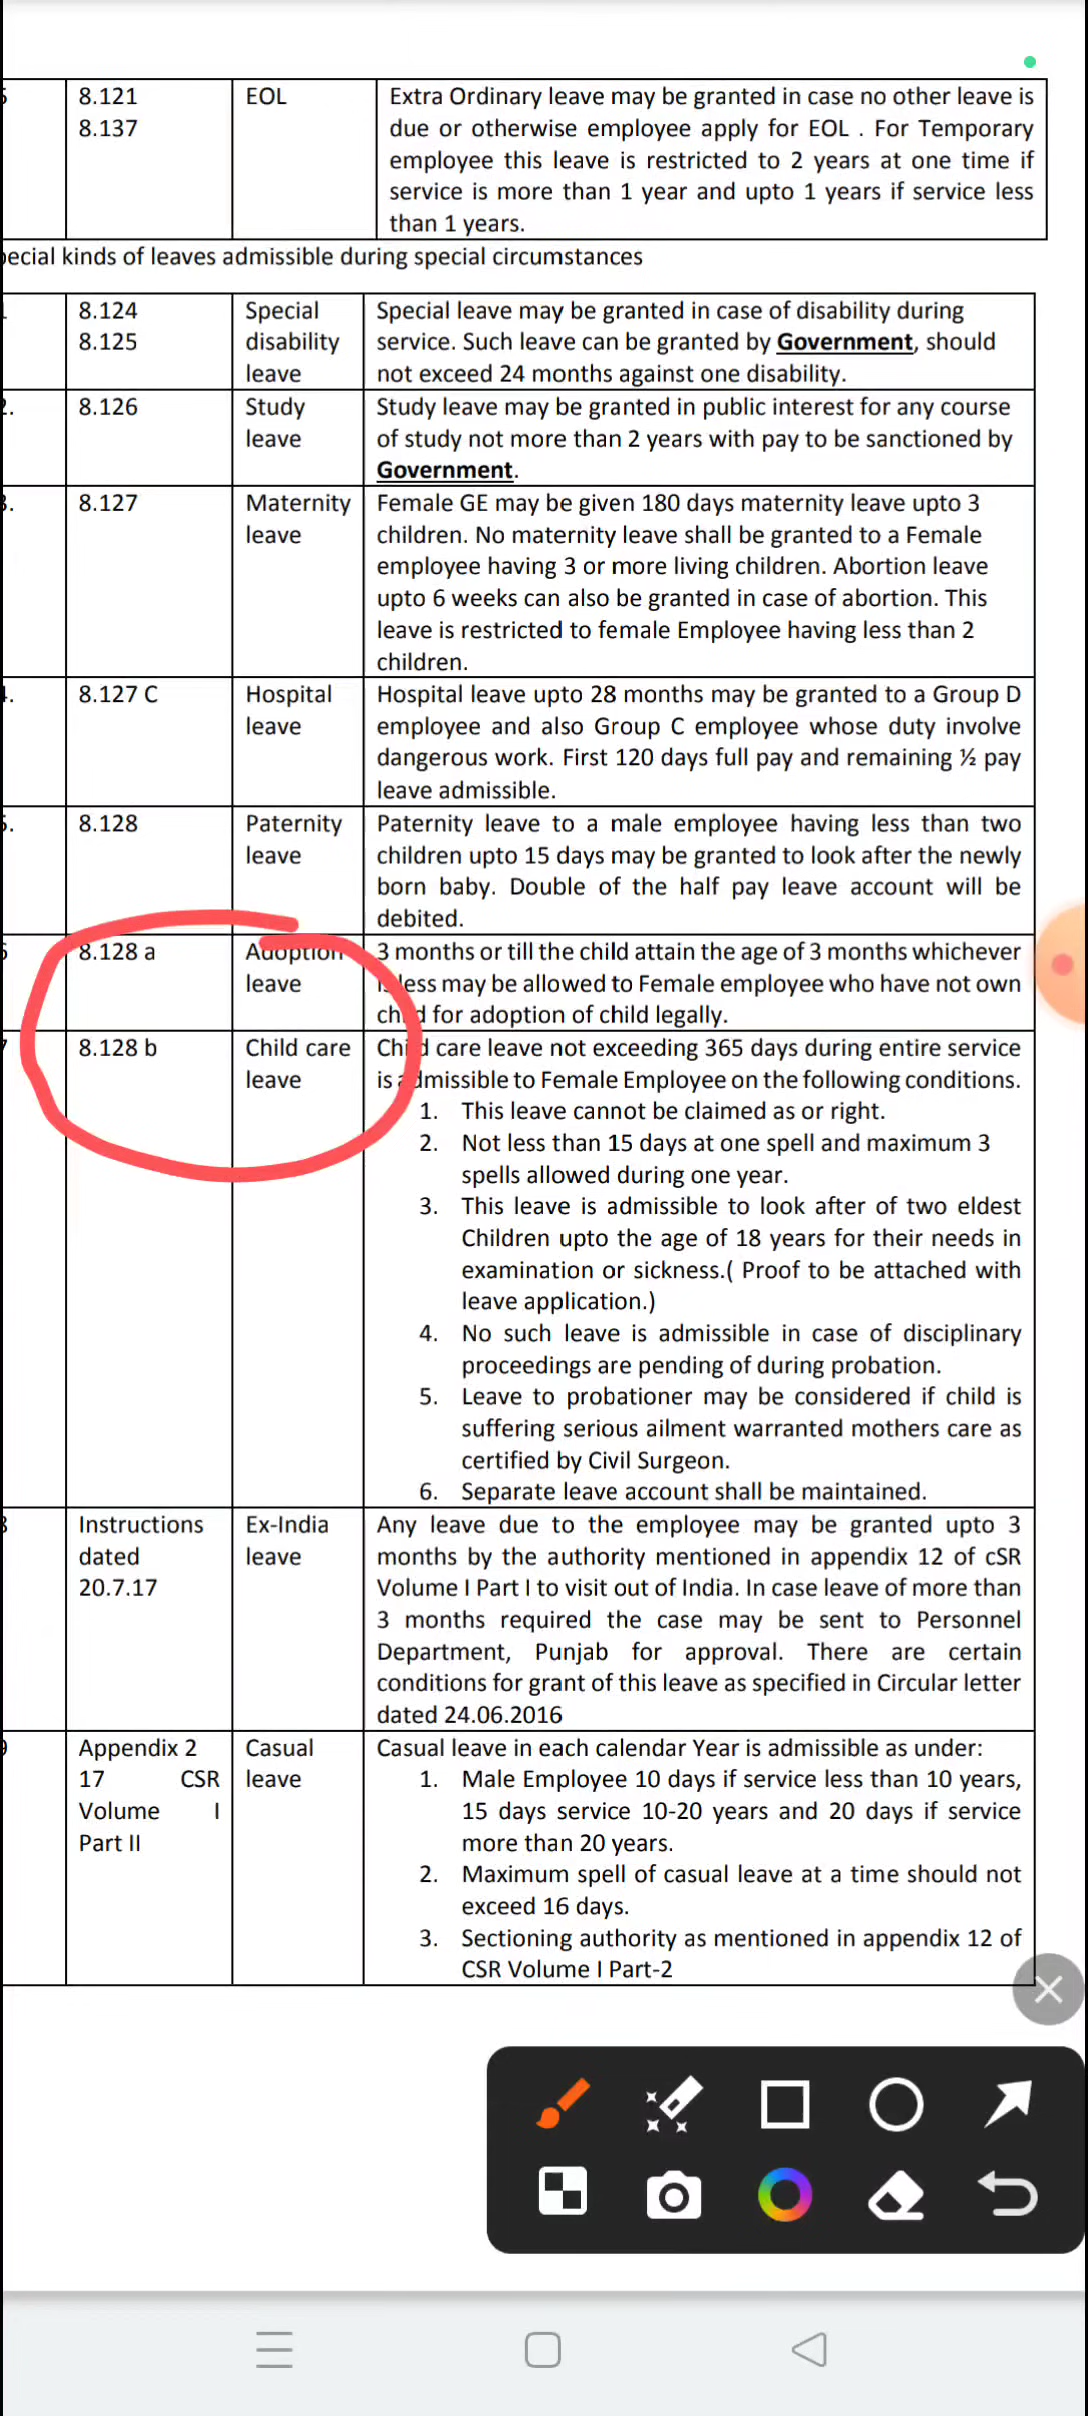 8.121
8.137
EOL
Extra Ordinary leave may be granted in case no other leave is
due or otherwise employee apply for EOL . For Temporary
employee this leave is restricted to 2 years at one time if
service is more than 1 year and upto 1 years if service less
than 1 years.
pecial kinds of leaves admissible during special circumstances
8.124
8.125
Special
disability
leave
Special leave may be granted in case of disability during
service. Such leave can be granted by Government, should
not exceed 24 months against one disability.
8.126
Study
leave
Study leave may be granted in public interest for any course
of study not more than 2 years with pay to be sanctioned by
Government.
8.127
Maternity
leave
Female GE may be given 180 days maternity leave upto 3
children. No maternity leave shall be granted to a Female
employee having 3 or more living children. Abortion leave
upto 6 weeks can also be granted in case of abortion. This
leave is restricted to female Employee having less than 2
children.
8.127 C
Hospital
leave
Hospital leave upto 28 months may be granted to a Group D
employee and also Group C employee whose duty involve
dangerous work. First 120 days full pay and remaining ½ pay
leave admissible.
8.128
Paternity
leave
Paternity leave to a male employee having less than two
children upto 15 days may be granted to look after the newly
born baby. Double of the half pay leave account will be
debited.
8.128 a
Adoption
leave
3 months or till the child attain the age of 3 months whichever
is less may be allowed to Female employee who have not own
child for adoption of child legally.
8.128 b
Child care
leave
Child care leave not exceeding 365 days during entire service
is admissible to Female Employee on the following conditions.
1. This leave cannot be claimed as or right.
2. Not less than 15 days at one spell and maximum 3
spells allowed during one year.
3. This leave is admissible to look after of two eldest
Children upto the age of 18 years for their needs in
examination or sickness.( Proof to be attached with
leave application.)
4. No such leave is admissible in case of disciplinary
proceedings are pending of during probation.
5. Leave to probationer may be considered if child is
suffering serious ailment warranted mothers care as
certified by Civil Surgeon.
6. Separate leave account shall be maintained.
Instructions
dated
20.7.17
Ex-India
leave
Any leave due to the employee may be granted upto 3
months by the authority mentioned in appendix 12 of cSR
Volume I Part I to visit out of India. In case leave of more than
3 months required the case may be sent to Personnel
Department, Punjab for approval. There are certain
conditions for grant of this leave as specified in Circular letter
dated 24.06.2016
Appendix 2
17 CSR
Volume I
Part II
Casual
leave
Casual leave in each calendar Year is admissible as under:
1. Male Employee 10 days if service less than 10 years,
15 days service 10-20 years and 20 days if service
more than 20 years.
2. Maximum spell of casual leave at a time should not
exceed 16 days.
3. Sectioning authority as mentioned in appendix 12 of
CSR Volume I Part-2